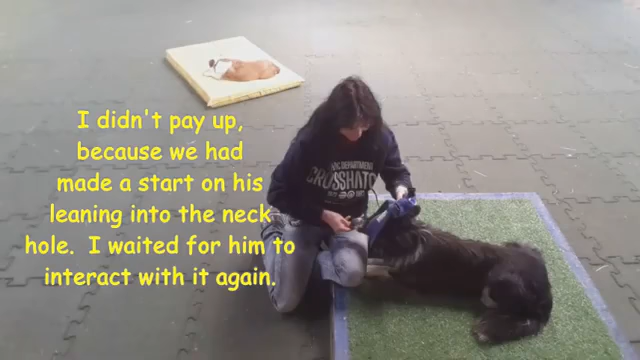 I didn't pay up,
because we had
made a start on his
leaning into the neck
hole.  I waited for him to
interact with it again.
DEPARTMENT
CROSSHATCH